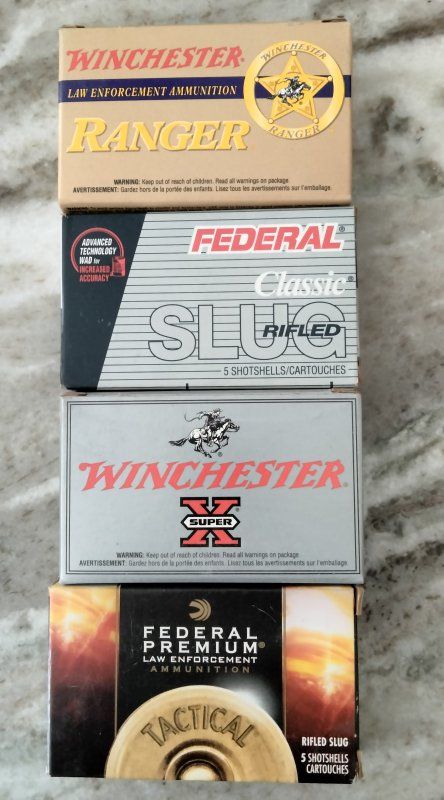 WINCHESTER®
LAW ENFORCEMENT AMMUNITION
RANGER
WINCHESTER
RANGER
WARNING: Keep out of reach of children. Read all warnings on package.
AVERTISSEMENT: Gardez hors de la portée des enfants. Lisez tous les avertissements sur l'emballage.
ADVANCED
TECHNOLOGY
WAD for
INCREASED
ACCURACY
FEDERAL®
Classic®
SLUG
RIFLED
5 SHOTSHELLS/CARTOUCHES
WINCHESTER®
SUPER
X
WARNING: Keep out of reach of children. Read all warnings on package.
AVERTISSEMENT: Gardez hors de la portée des enfants. Lisez tous les avertissements sur l'emballage.
FEDERAL
PREMIUM®
LAW ENFORCEMENT
AMMUNITION
TACTICAL
RIFLED SLUG
5 SHOTSHELLS
CARTOUCHES